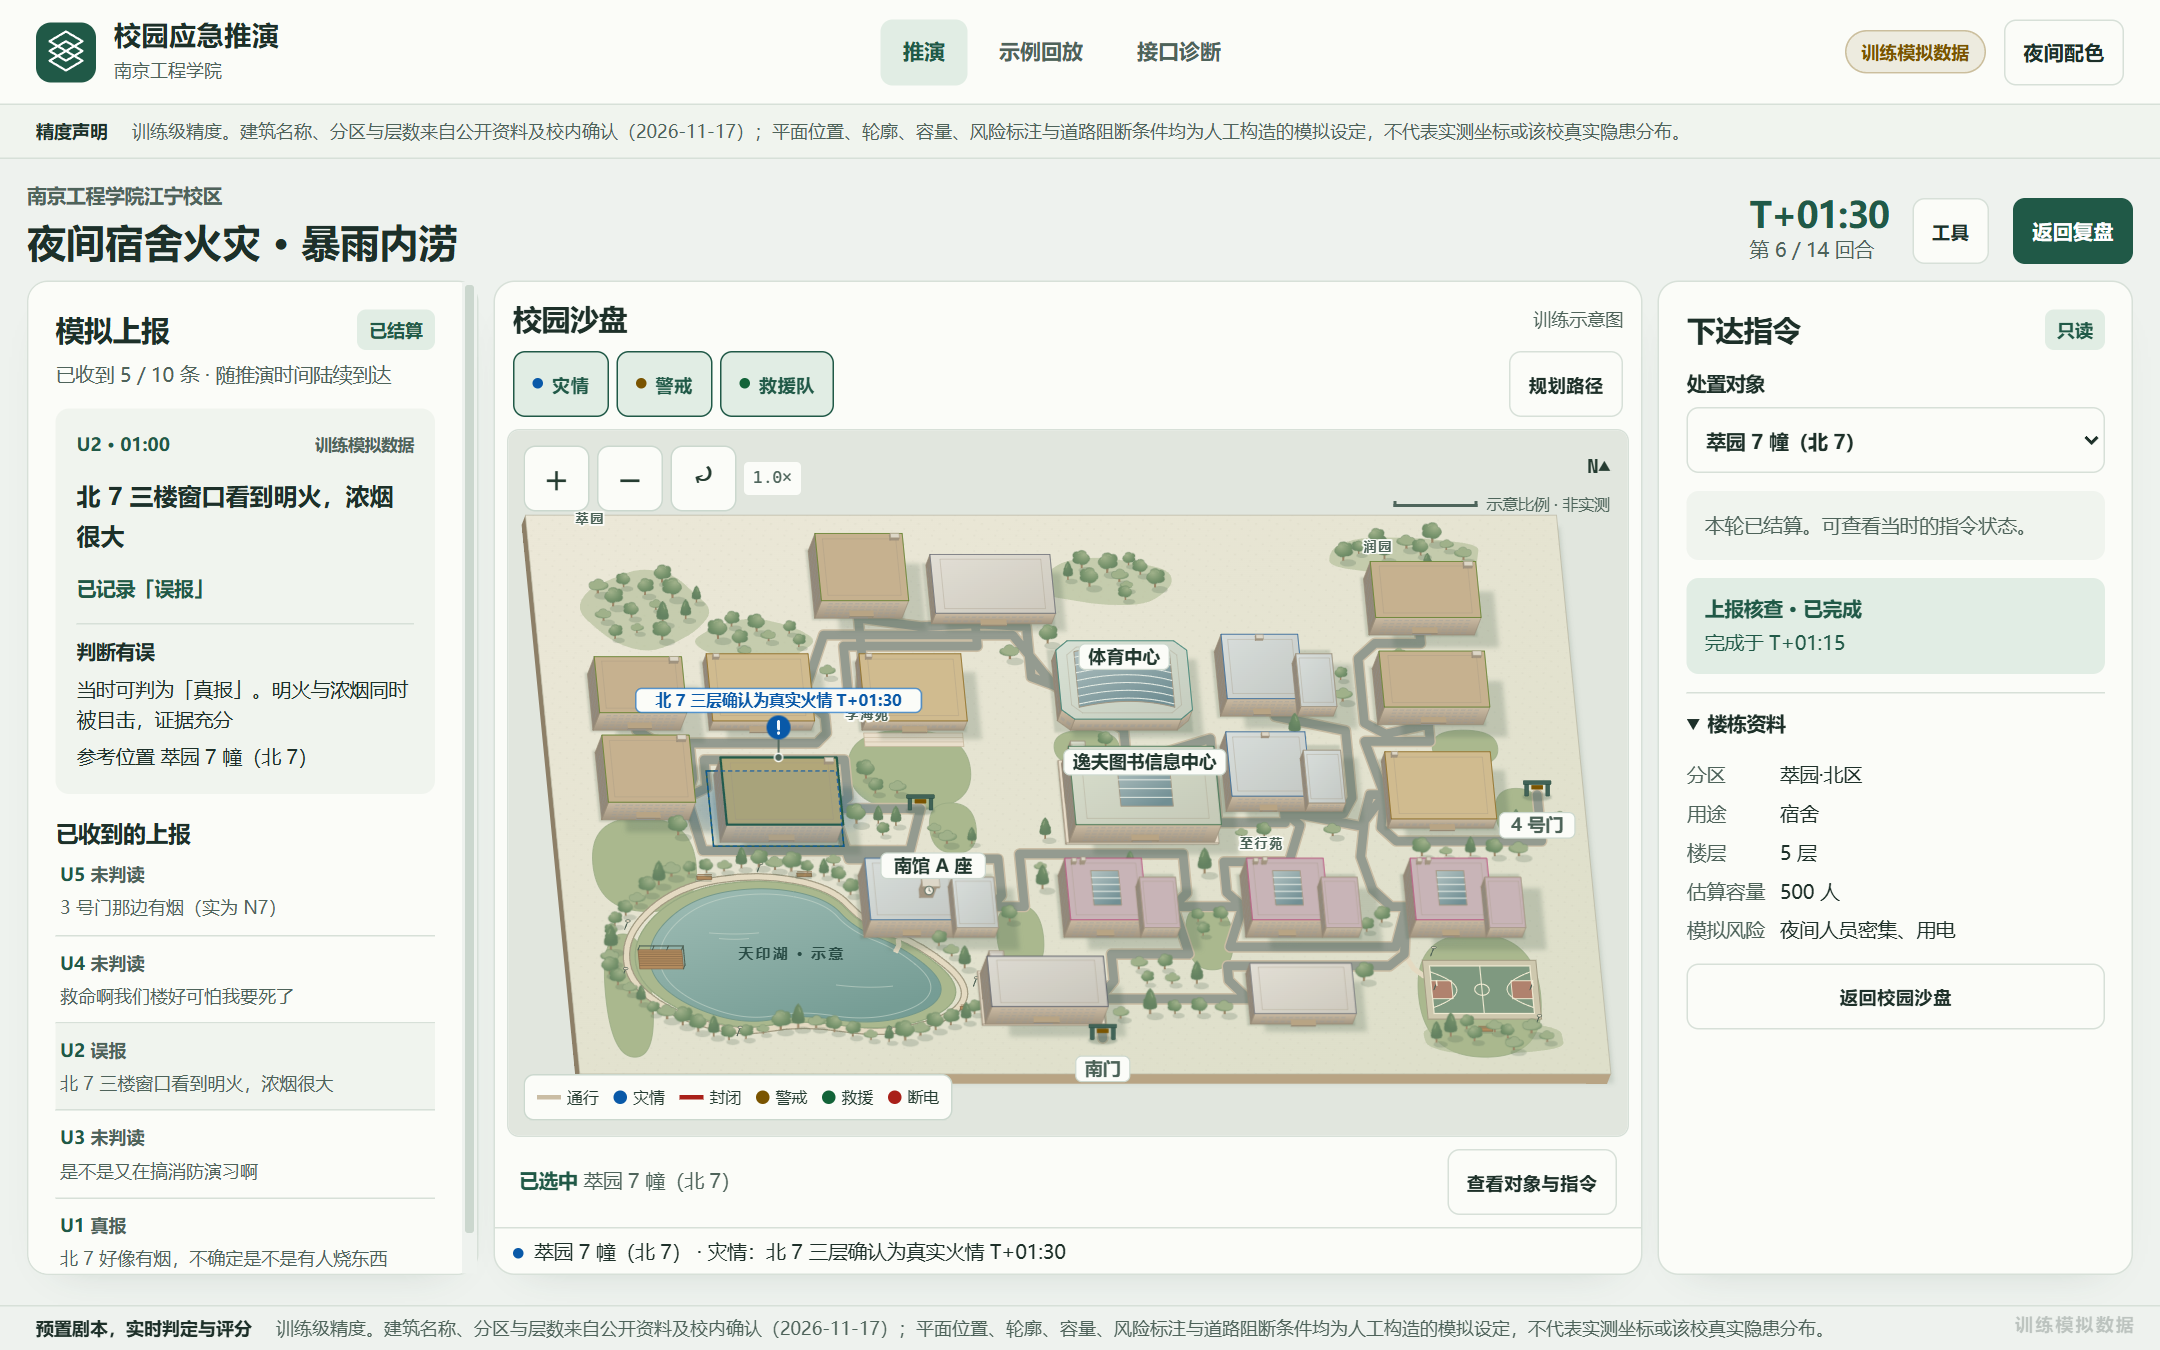 校园应急推演
南京工程学院
推演
示例回放
接口诊断
训练模拟数据
夜间配色
精度声明 训练级精度。建筑名称、分区与层数来自公开资料及校内确认（2026-11-17）；平面位置、轮廓、容量、风险标注与道路阻断条件均为人工构造的模拟设定，不代表实测坐标或该校真实隐患分布。
南京工程学院江宁校区
夜间宿舍火灾·暴雨内涝
T+01:30
第 6 / 14 回合
工具
返回复盘
模拟上报
已结算
已收到 5 / 10 条 · 随推演时间陆续到达
U2 • 01:00
训练模拟数据
北 7 三楼窗口看到明火，浓烟
很大
已记录「误报」
判断有误
当时可判为「真报」。明火与浓烟同时
被目击，证据充分
参考位置 萃园 7 幢（北 7）
已收到的上报
U5 未判读
3 号门那边有烟（实为 N7）
U4 未判读
救命啊我们楼好可怕我要死了
U2 误报
北 7 三楼窗口看到明火，浓烟很大
U3 未判读
是不是又在搞消防演习啊
U1 真报
北 7 好像有烟，不确定是不是有人烧东西
校园沙盘
训练示意图
灾情
警戒
救援队
规划路径
+
−
1.0×
N▲
示意比例 · 非实测
萃园
润园
体育中心
北 7 三层确认为真实火情 T+01:30
学海苑
逸夫图书信息中心
4 号门
至行苑
南馆 A 座
天印湖 • 示意
南门
通行 灾情 封闭 警戒 救援 断电
已选中 萃园 7 幢（北 7）
查看对象与指令
萃园 7 幢（北 7） · 灾情：北 7 三层确认为真实火情 T+01:30
下达指令
只读
处置对象
萃园 7 幢（北 7）
本轮已结算。可查看当时的指令状态。
上报核查 • 已完成
完成于 T+01:15
▼ 楼栋资料
分区 萃园·北区
用途 宿舍
楼层 5 层
估算容量 500 人
模拟风险 夜间人员密集、用电
返回校园沙盘
预置剧本，实时判定与评分 训练级精度。建筑名称、分区与层数来自公开资料及校内确认（2026-11-17）；平面位置、轮廓、容量、风险标注与道路阻断条件均为人工构造的模拟设定，不代表实测坐标或该校真实隐患分布。
训练模拟数据